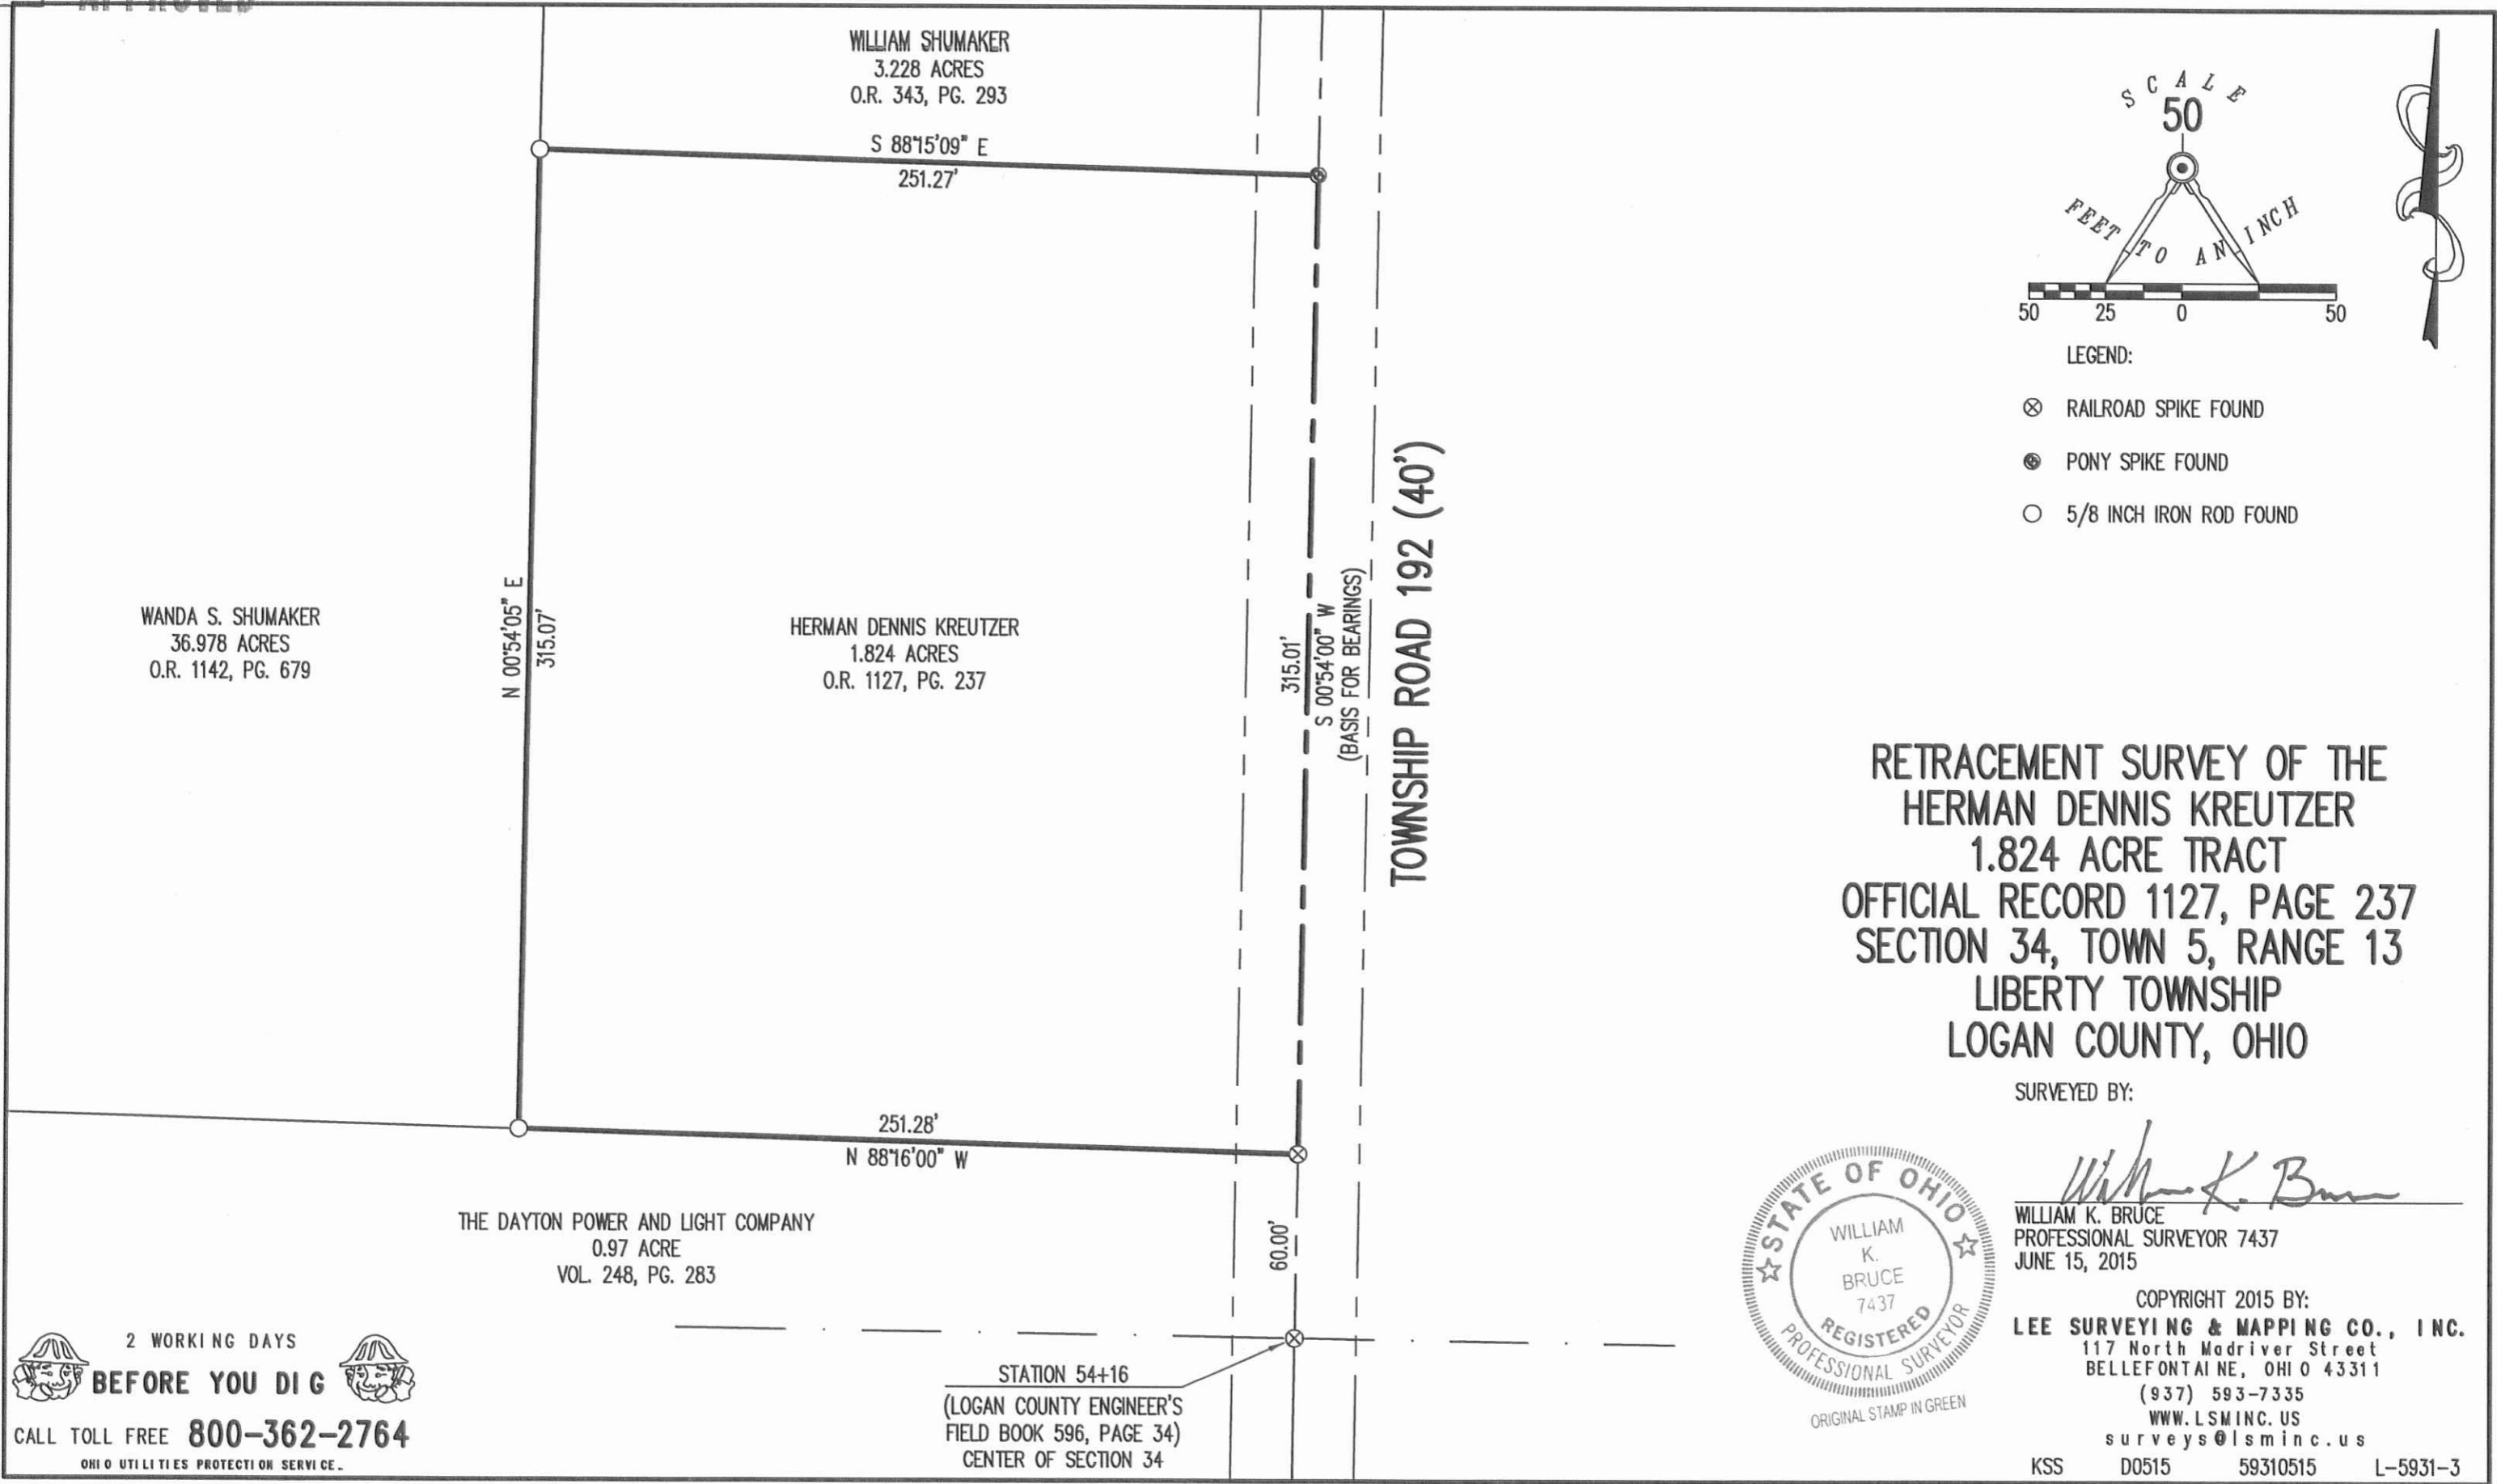 WILLIAM SHUMAKER
3.228 ACRES
O.R. 343, PG. 293
S 88°15'09" E
251.27'
WANDA S. SHUMAKER
36.978 ACRES
O.R. 1142, PG. 679
N 00°54'05" E
315.07'
HERMAN DENNIS KREUTZER
1.824 ACRES
O.R. 1127, PG. 237
315.01'
S 00°54'00" W
(BASIS FOR BEARINGS)
TOWNSHIP ROAD 192 (40')
251.28'
N 88°16'00" W
THE DAYTON POWER AND LIGHT COMPANY
0.97 ACRE
VOL. 248, PG. 283
60.00'
STATION 54+16
(LOGAN COUNTY ENGINEER'S
FIELD BOOK 596, PAGE 34)
CENTER OF SECTION 34
2 WORKING DAYS
BEFORE YOU DIG
CALL TOLL FREE 800-362-2764
OHIO UTILITIES PROTECTION SERVICE.
SCALE
50
FEET TO AN INCH
50 25 0 50
LEGEND:
RAILROAD SPIKE FOUND
PONY SPIKE FOUND
5/8 INCH IRON ROD FOUND
RETRACEMENT SURVEY OF THE
HERMAN DENNIS KREUTZER
1.824 ACRE TRACT
OFFICIAL RECORD 1127, PAGE 237
SECTION 34, TOWN 5, RANGE 13
LIBERTY TOWNSHIP
LOGAN COUNTY, OHIO
SURVEYED BY:
William K. Bruce
WILLIAM K. BRUCE
PROFESSIONAL SURVEYOR 7437
JUNE 15, 2015
STATE OF OHIO
WILLIAM
K.
BRUCE
7437
REGISTERED
PROFESSIONAL SURVEYOR
ORIGINAL STAMP IN GREEN
COPYRIGHT 2015 BY:
LEE SURVEYING & MAPPING CO., INC.
117 North Madriver Street
BELLEFONTAINE, OHIO 43311
(937) 593-7335
WWW.LSMINC.US
surveys@lsminc.us
KSS D0515 59310515 L-5931-3